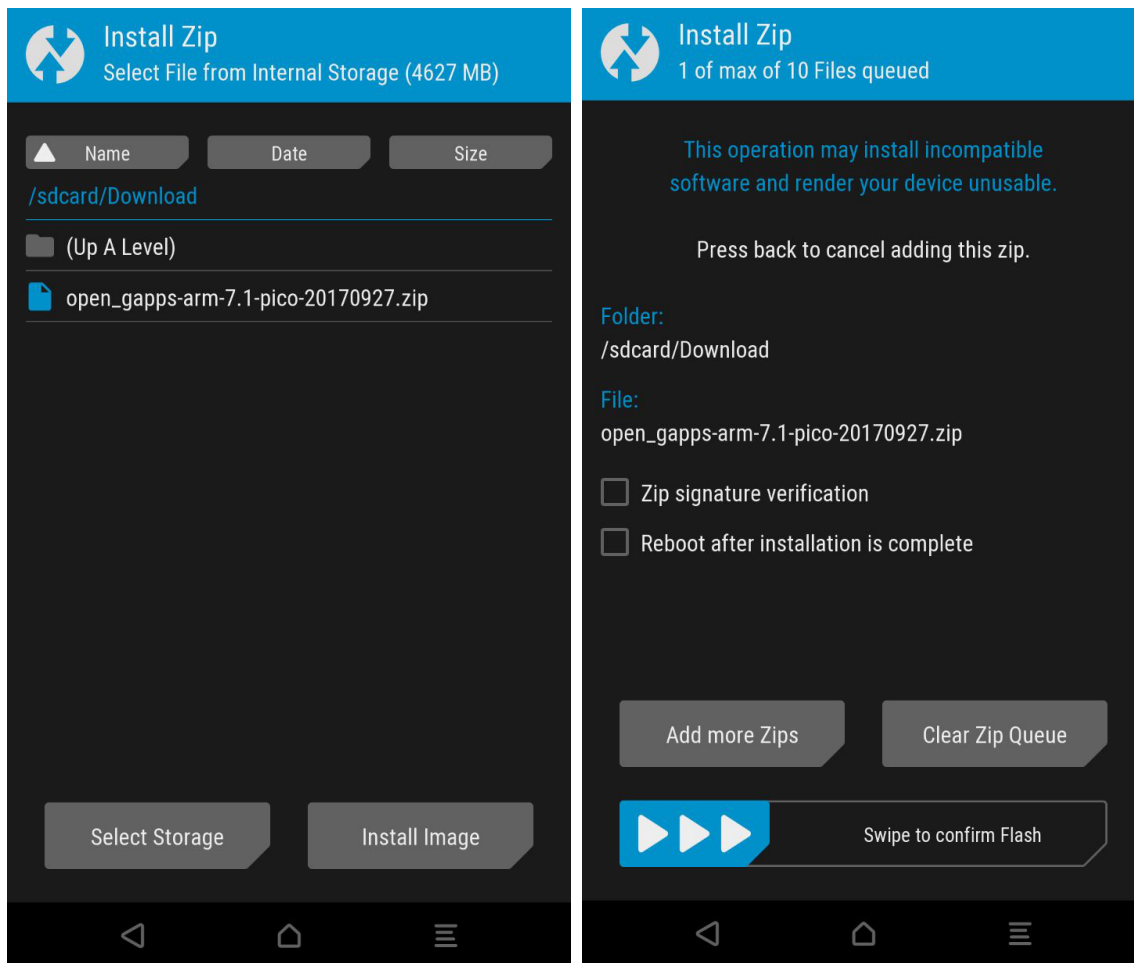 Install Zip
Select File from Internal Storage (4627 MB)
Name
Date
Size
/sdcard/Download
(Up A Level)
open_gapps-arm-7.1-pico-20170927.zip
Select Storage
Install Image
Install Zip
1 of max of 10 Files queued
This operation may install incompatible
software and render your device unusable.
Press back to cancel adding this zip.
Folder:
/sdcard/Download
File:
open_gapps-arm-7.1-pico-20170927.zip
Zip signature verification
Reboot after installation is complete
Add more Zips
Clear Zip Queue
Swipe to confirm Flash